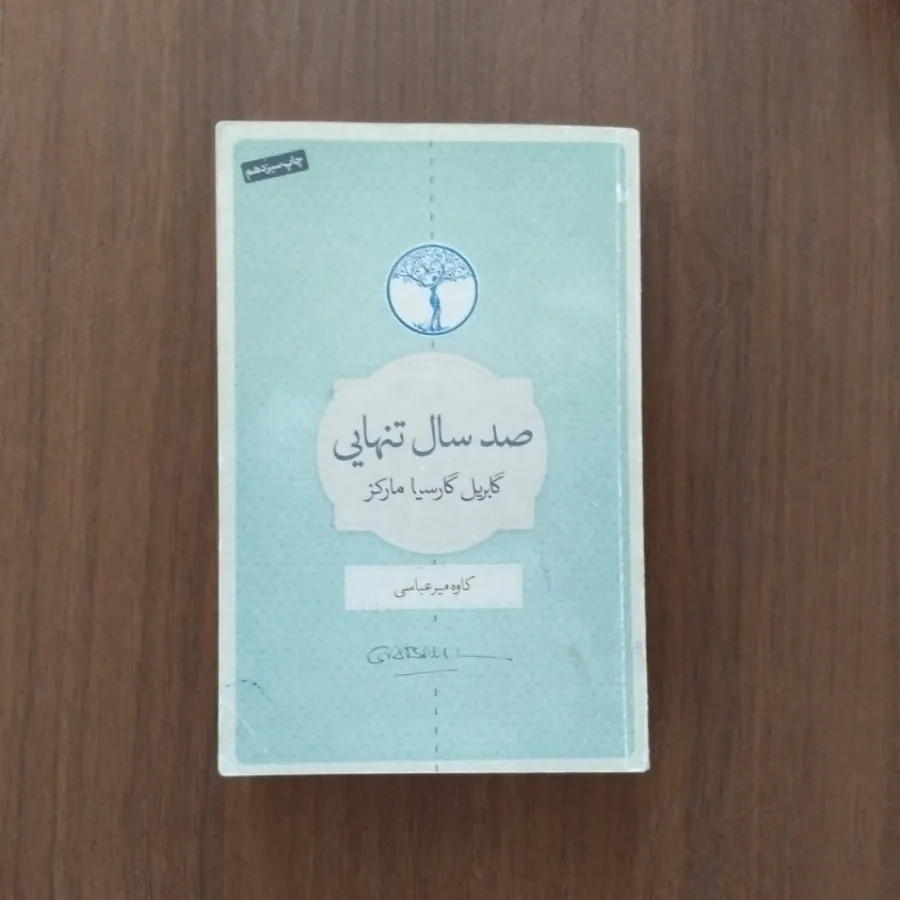 چاپ سیزدهم
صد سال تنهایی
گابریل گارسیا مارکز
کاوه میرعباسی